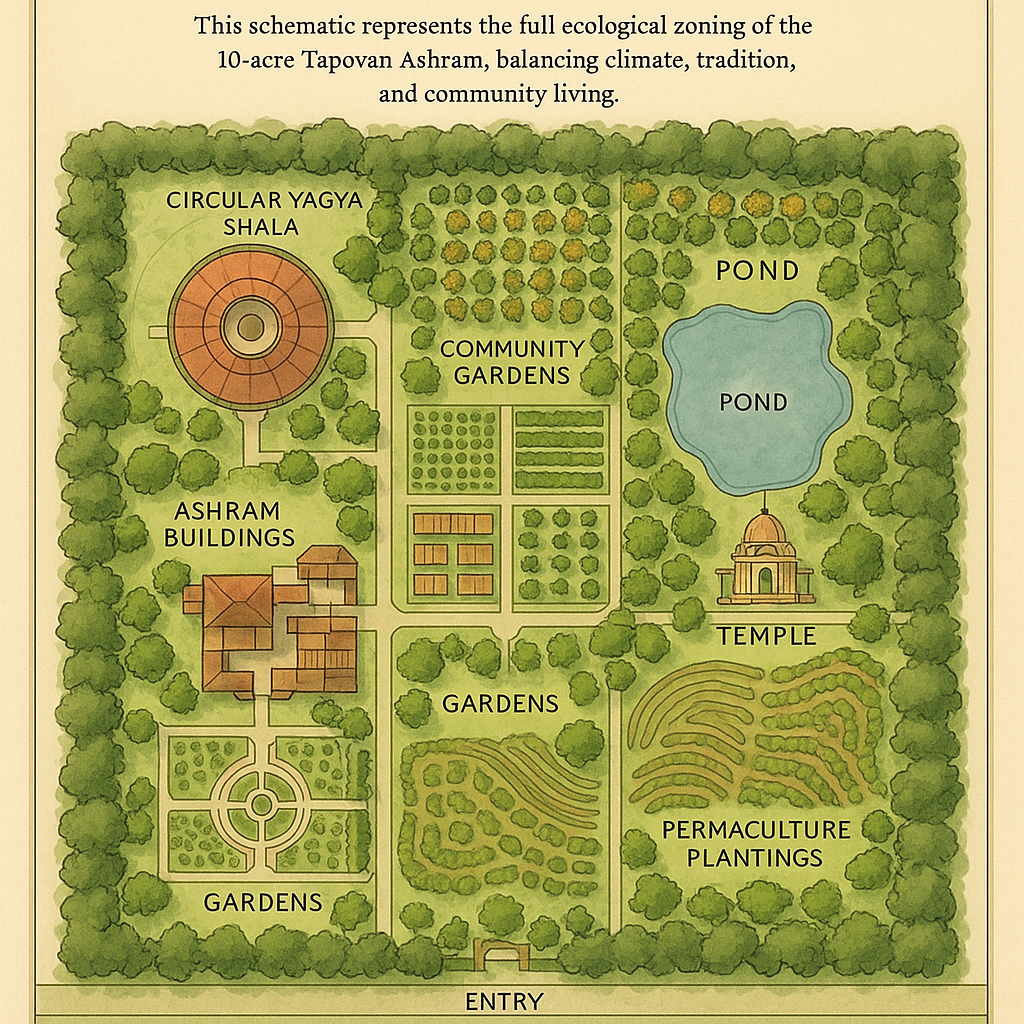 This schematic represents the full ecological zoning of the
10-acre Tapovan Ashram, balancing climate, tradition,
and community living.
CIRCULAR YAGYA
SHALA
POND
COMMUNITY
GARDENS
POND
ASHRAM
BUILDINGS
TEMPLE
GARDENS
PERMACULTURE
PLANTINGS
GARDENS
ENTRY